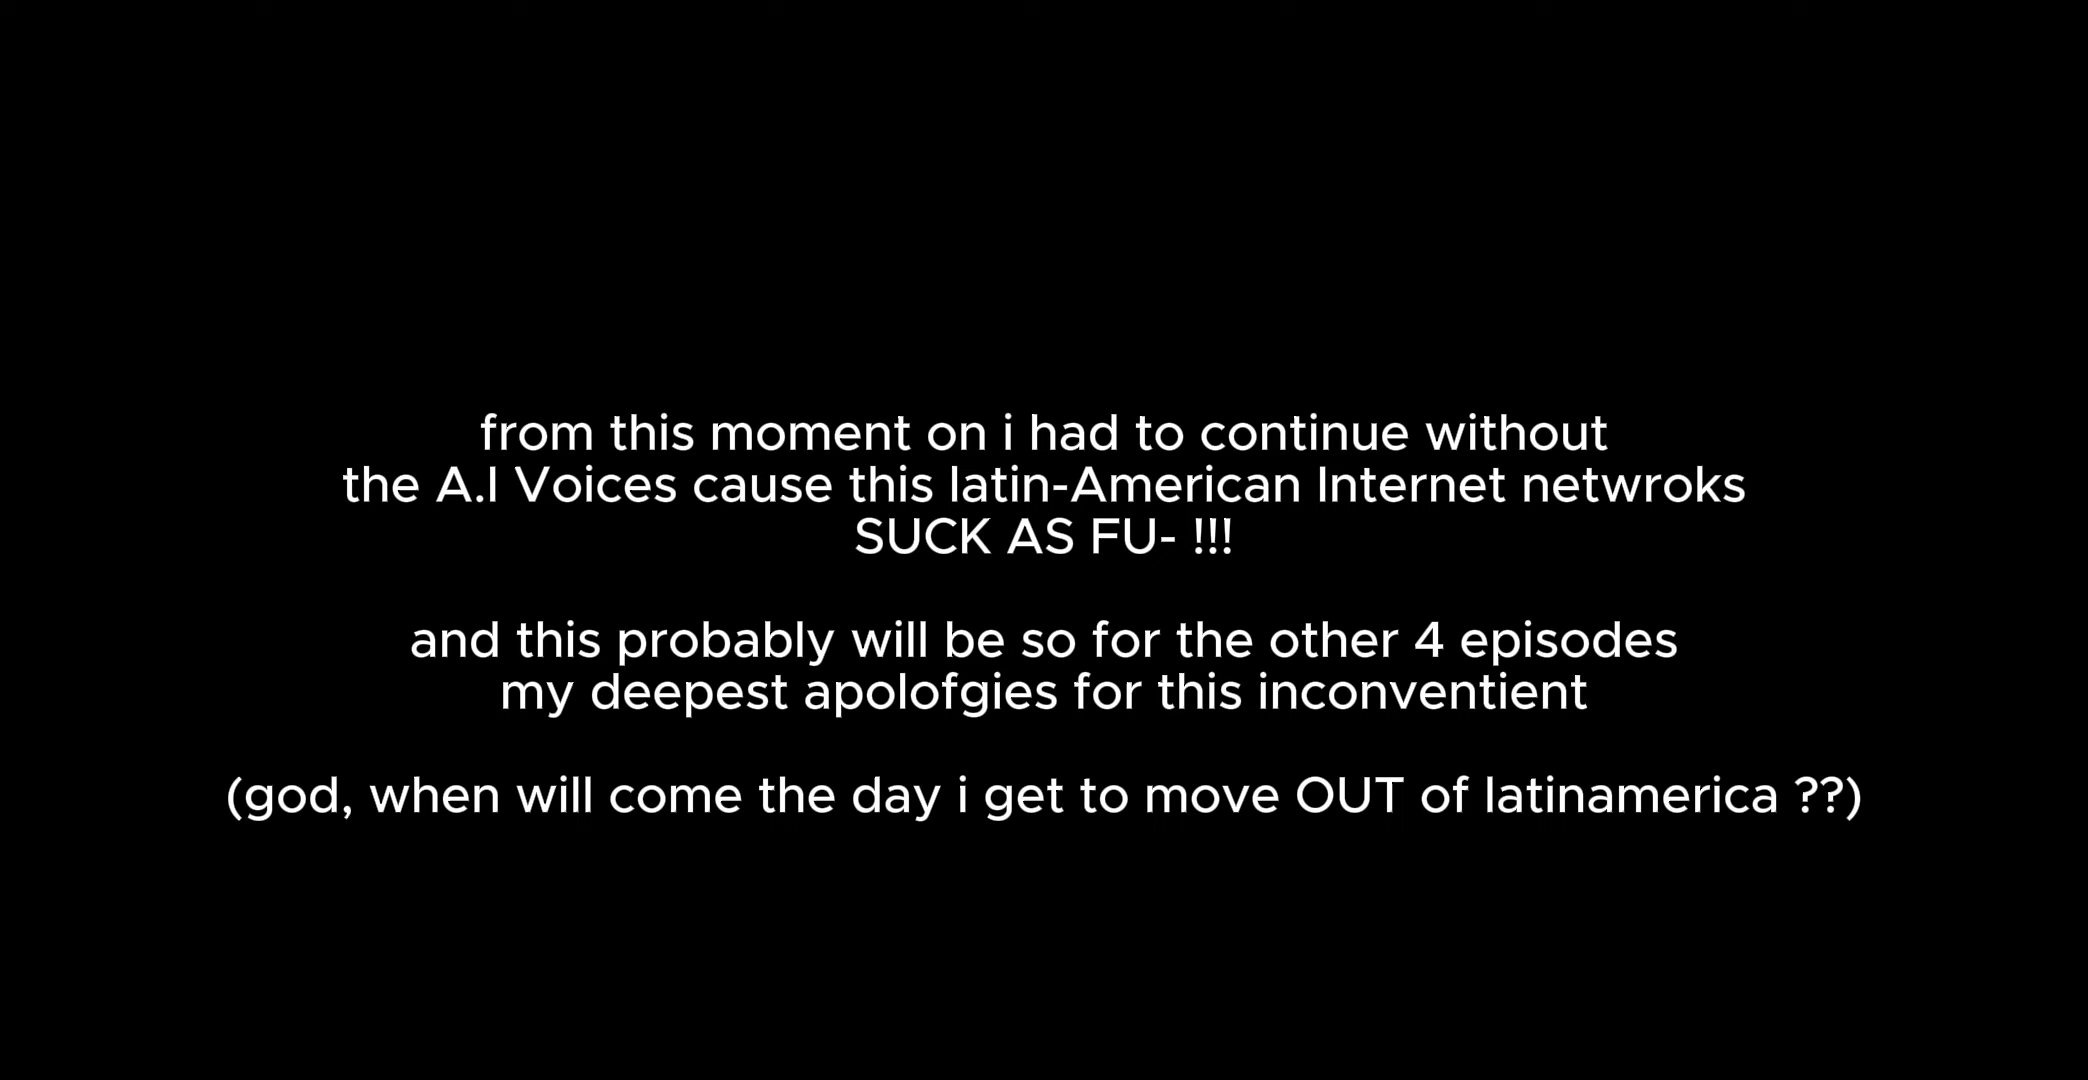 from this moment on i had to continue without
the A.I Voices cause this latin-American Internet netwroks
SUCK AS FU- !!!
and this probably will be so for the other 4 episodes
my deepest apolofgies for this inconventient
(god, when will come the day i get to move OUT of latinamerica ??)